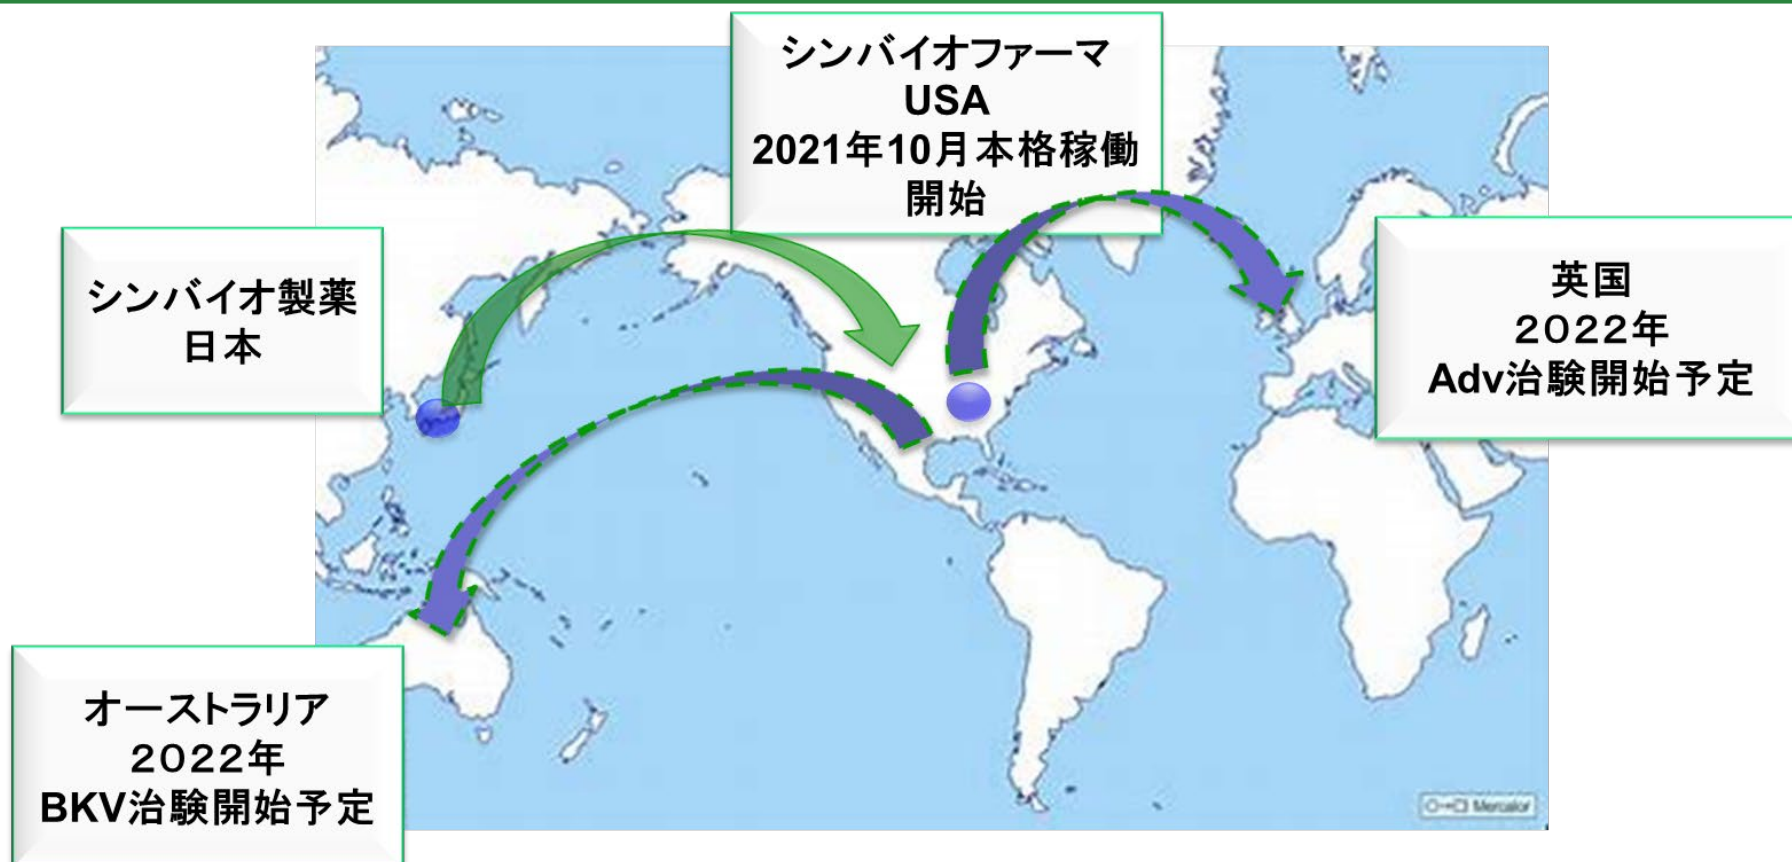 シンバイオファーマ
USA
2021年10月本格稼働
開始
シンバイオ製薬
日本
英国
２０２２年
Adv治験開始予定
オーストラリア
２０２２年
BKV治験開始予定
Mercator